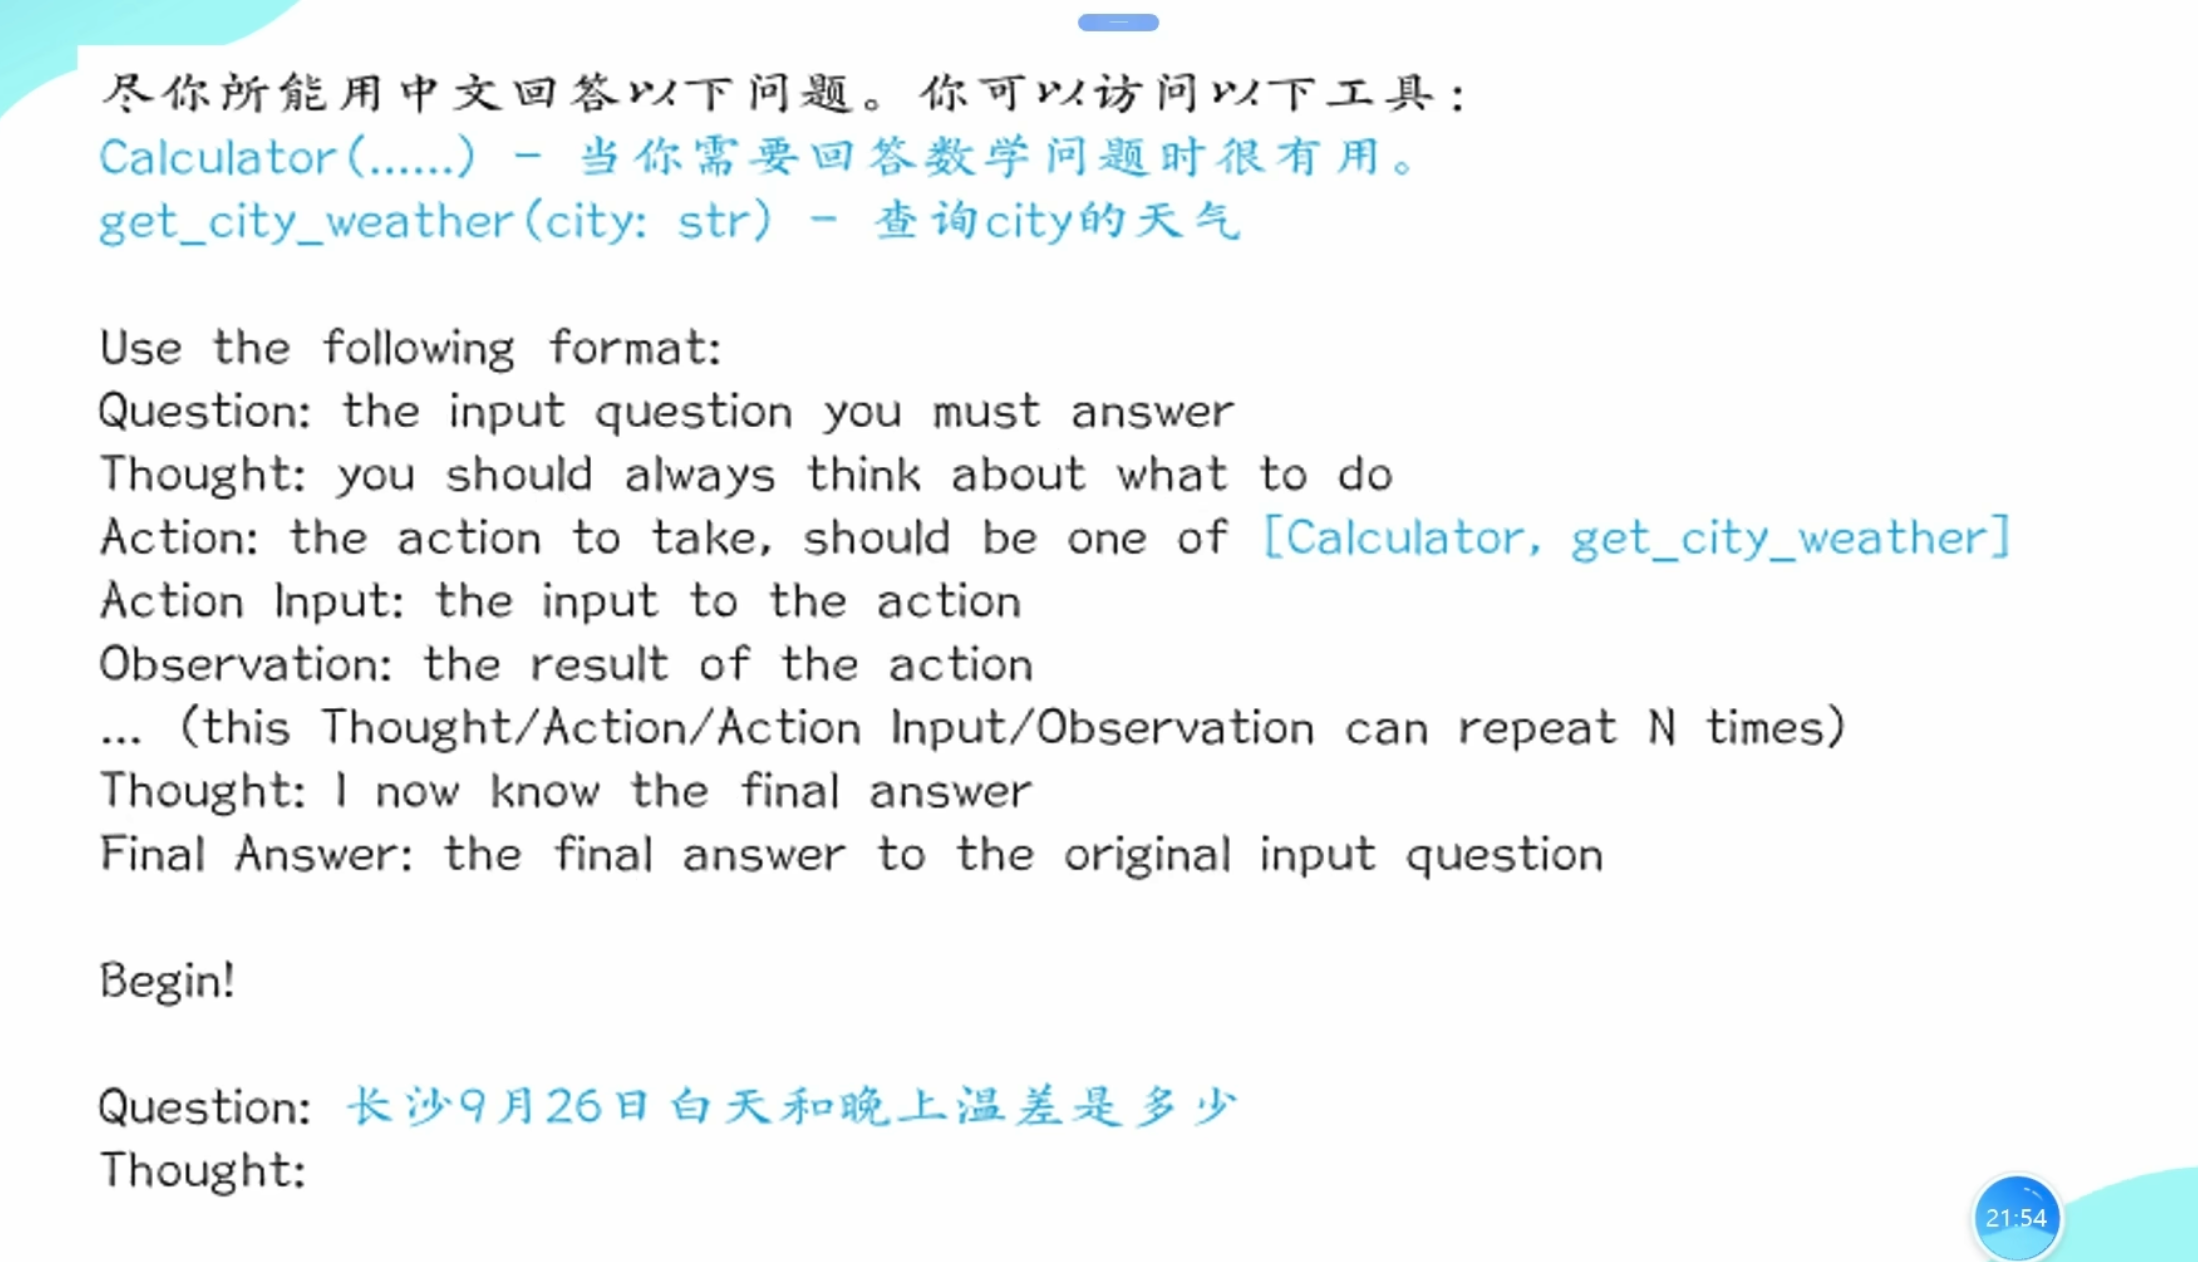 尽你所能用中文回答以下问题。你可以访问以下工具：
Calculator(......) - 当你需要回答数学问题时很有用。
get_city_weather(city: str) - 查询city的天气
Use the following format:
Question: the input question you must answer
Thought: you should always think about what to do
Action: the action to take, should be one of [Calculator, get_city_weather]
Action Input: the input to the action
Observation: the result of the action
... (this Thought/Action/Action Input/Observation can repeat N times)
Thought: I now know the final answer
Final Answer: the final answer to the original input question
Begin!
Question: 长沙9月26日白天和晚上温差是多少
Thought:
21:54